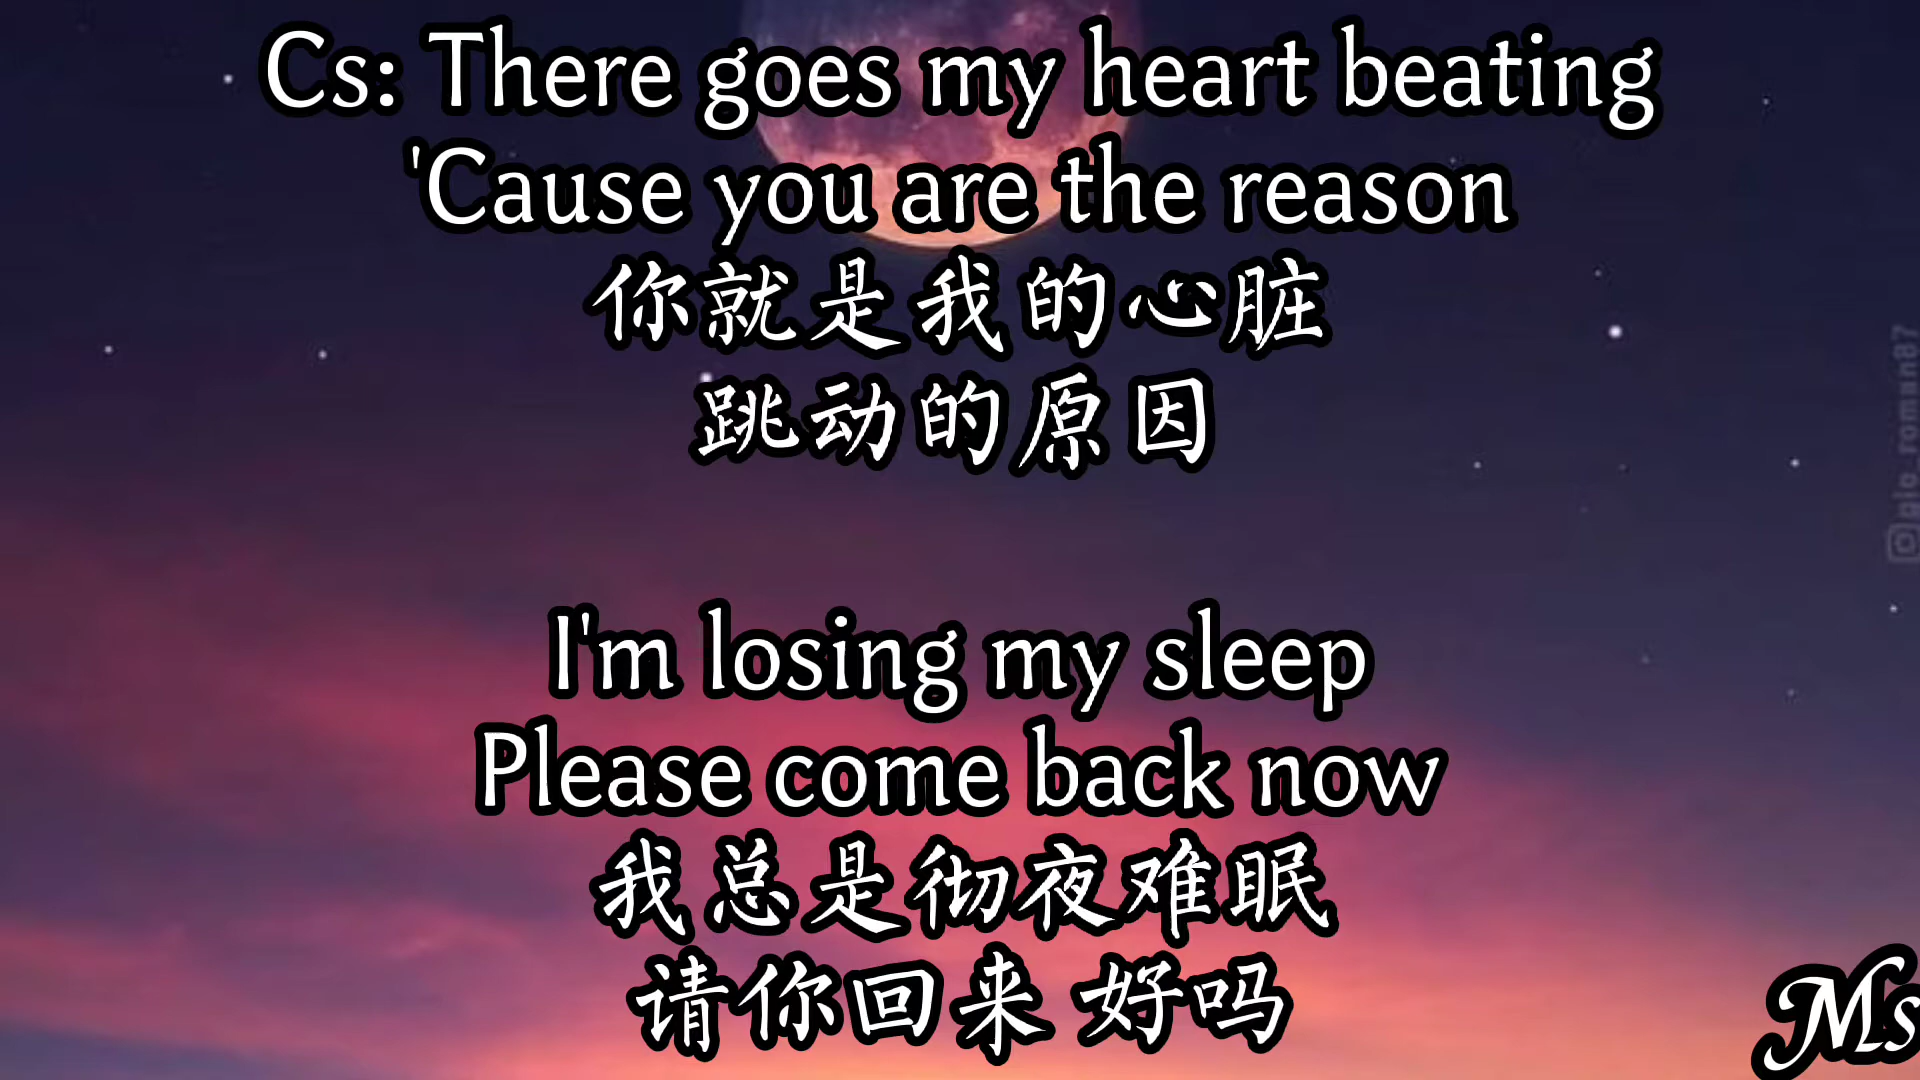 Cs: There goes my heart beating
'Cause you are the reason
你就是我的心脏
跳动的原因
I'm losing my sleep
Please come back now
我总是彻夜难眠
请你回来 好吗
Ms
glo_roman87